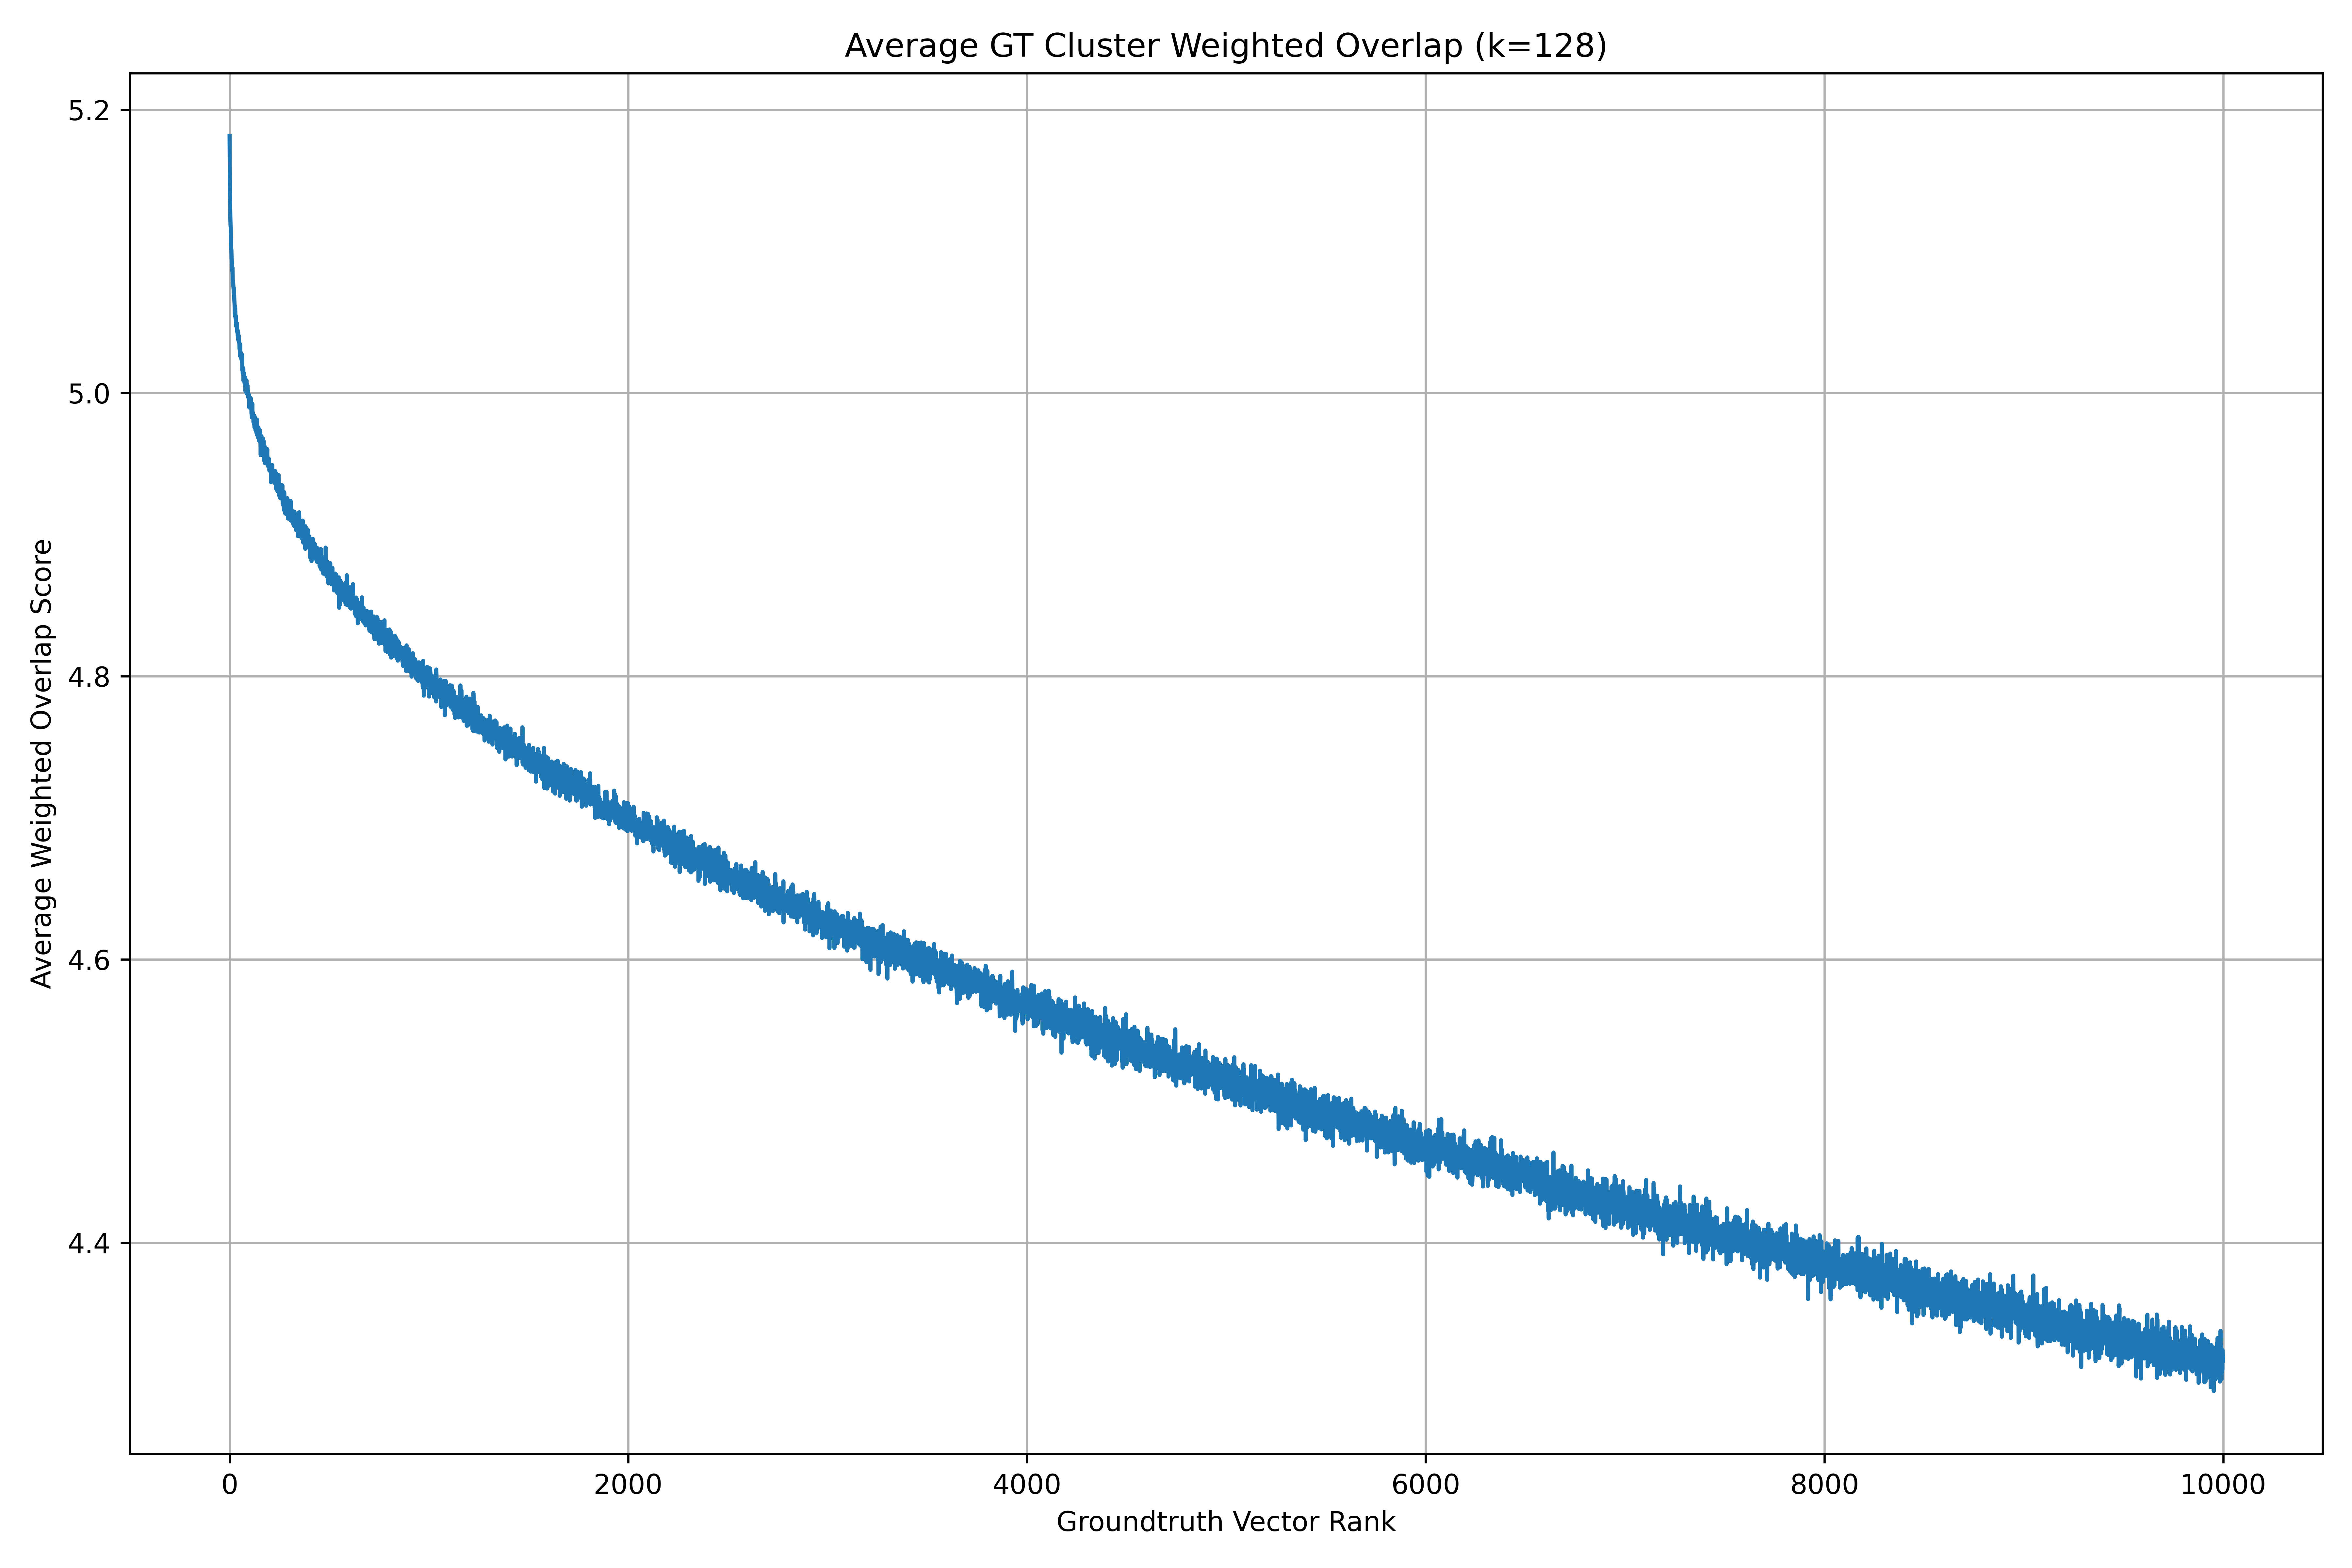 Average GT Cluster Weighted Overlap (k=128)
Average Weighted Overlap Score
5.2
5.0
4.8
4.6
4.4
0 2000 4000 6000 8000 10000
Groundtruth Vector Rank